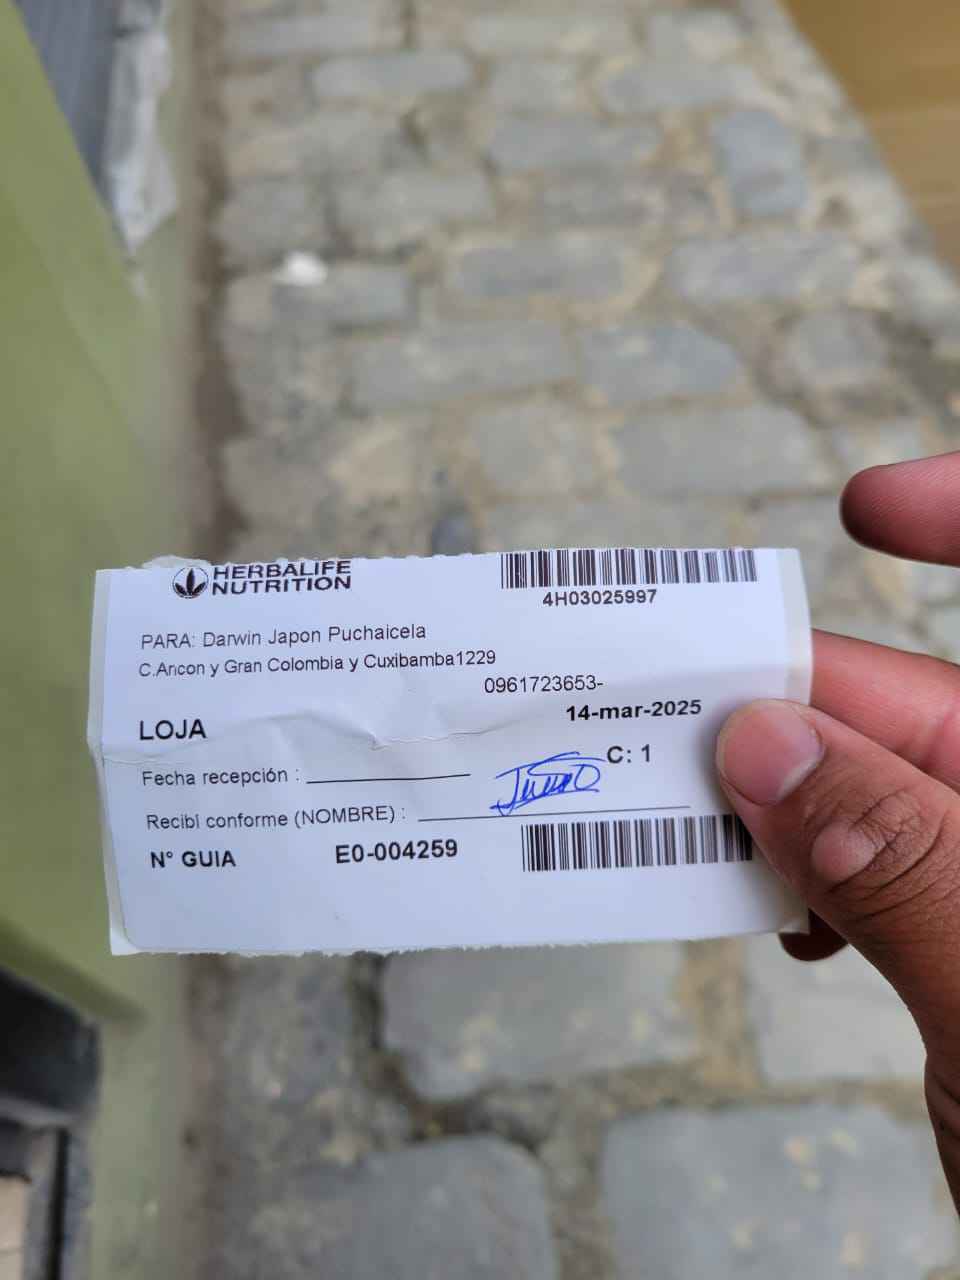 HERBALIFE
NUTRITION
4H03025997
PARA: Darwin Japon Puchaicela
C.Ancon y Gran Colombia y Cuxibamba1229
0961723653-
14-mar-2025
LOJA
C: 1
Fecha recepción :
Recibí conforme (NOMBRE) :
N° GUIA E0-004259